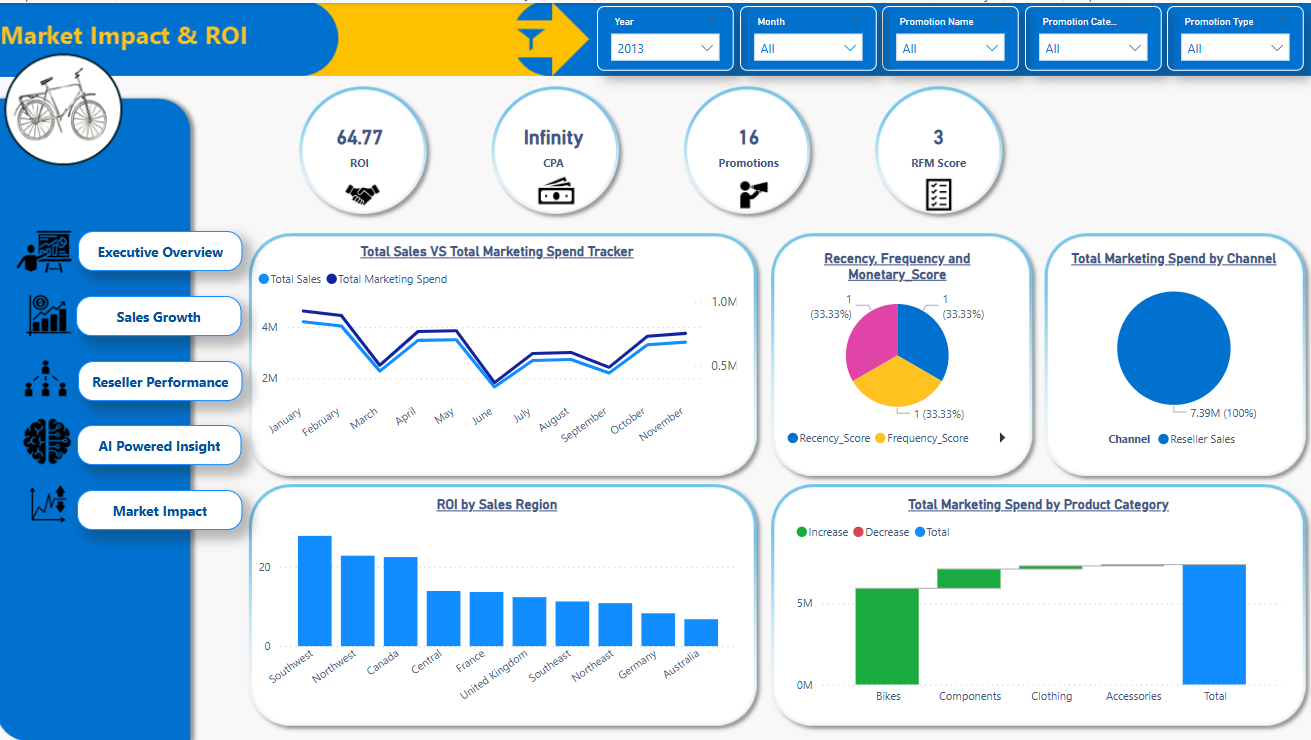 Market Impact & ROI
Year
2013
Month
All
Promotion Name
All
Promotion Cate...
All
Promotion Type
All
64.77
ROI
Infinity
CPA
16
Promotions
3
RFM Score
Executive Overview
Sales Growth
Reseller Performance
AI Powered Insight
Market Impact
Total Sales VS Total Marketing Spend Tracker
Total Sales
Total Marketing Spend
4M
2M
1.0M
0.5M
January
February
March
April
May
June
July
August
September
October
November
Recency, Frequency and
Monetary_Score
1
(33.33%)
1
(33.33%)
1 (33.33%)
Recency_Score
Frequency_Score
Total Marketing Spend by Channel
7.39M (100%)
Channel
Reseller Sales
ROI by Sales Region
20
0
Southwest
Northwest
Canada
Central
France
United Kingdom
Southeast
Northeast
Germany
Australia
Total Marketing Spend by Product Category
Increase
Decrease
Total
5M
0M
Bikes
Components
Clothing
Accessories
Total